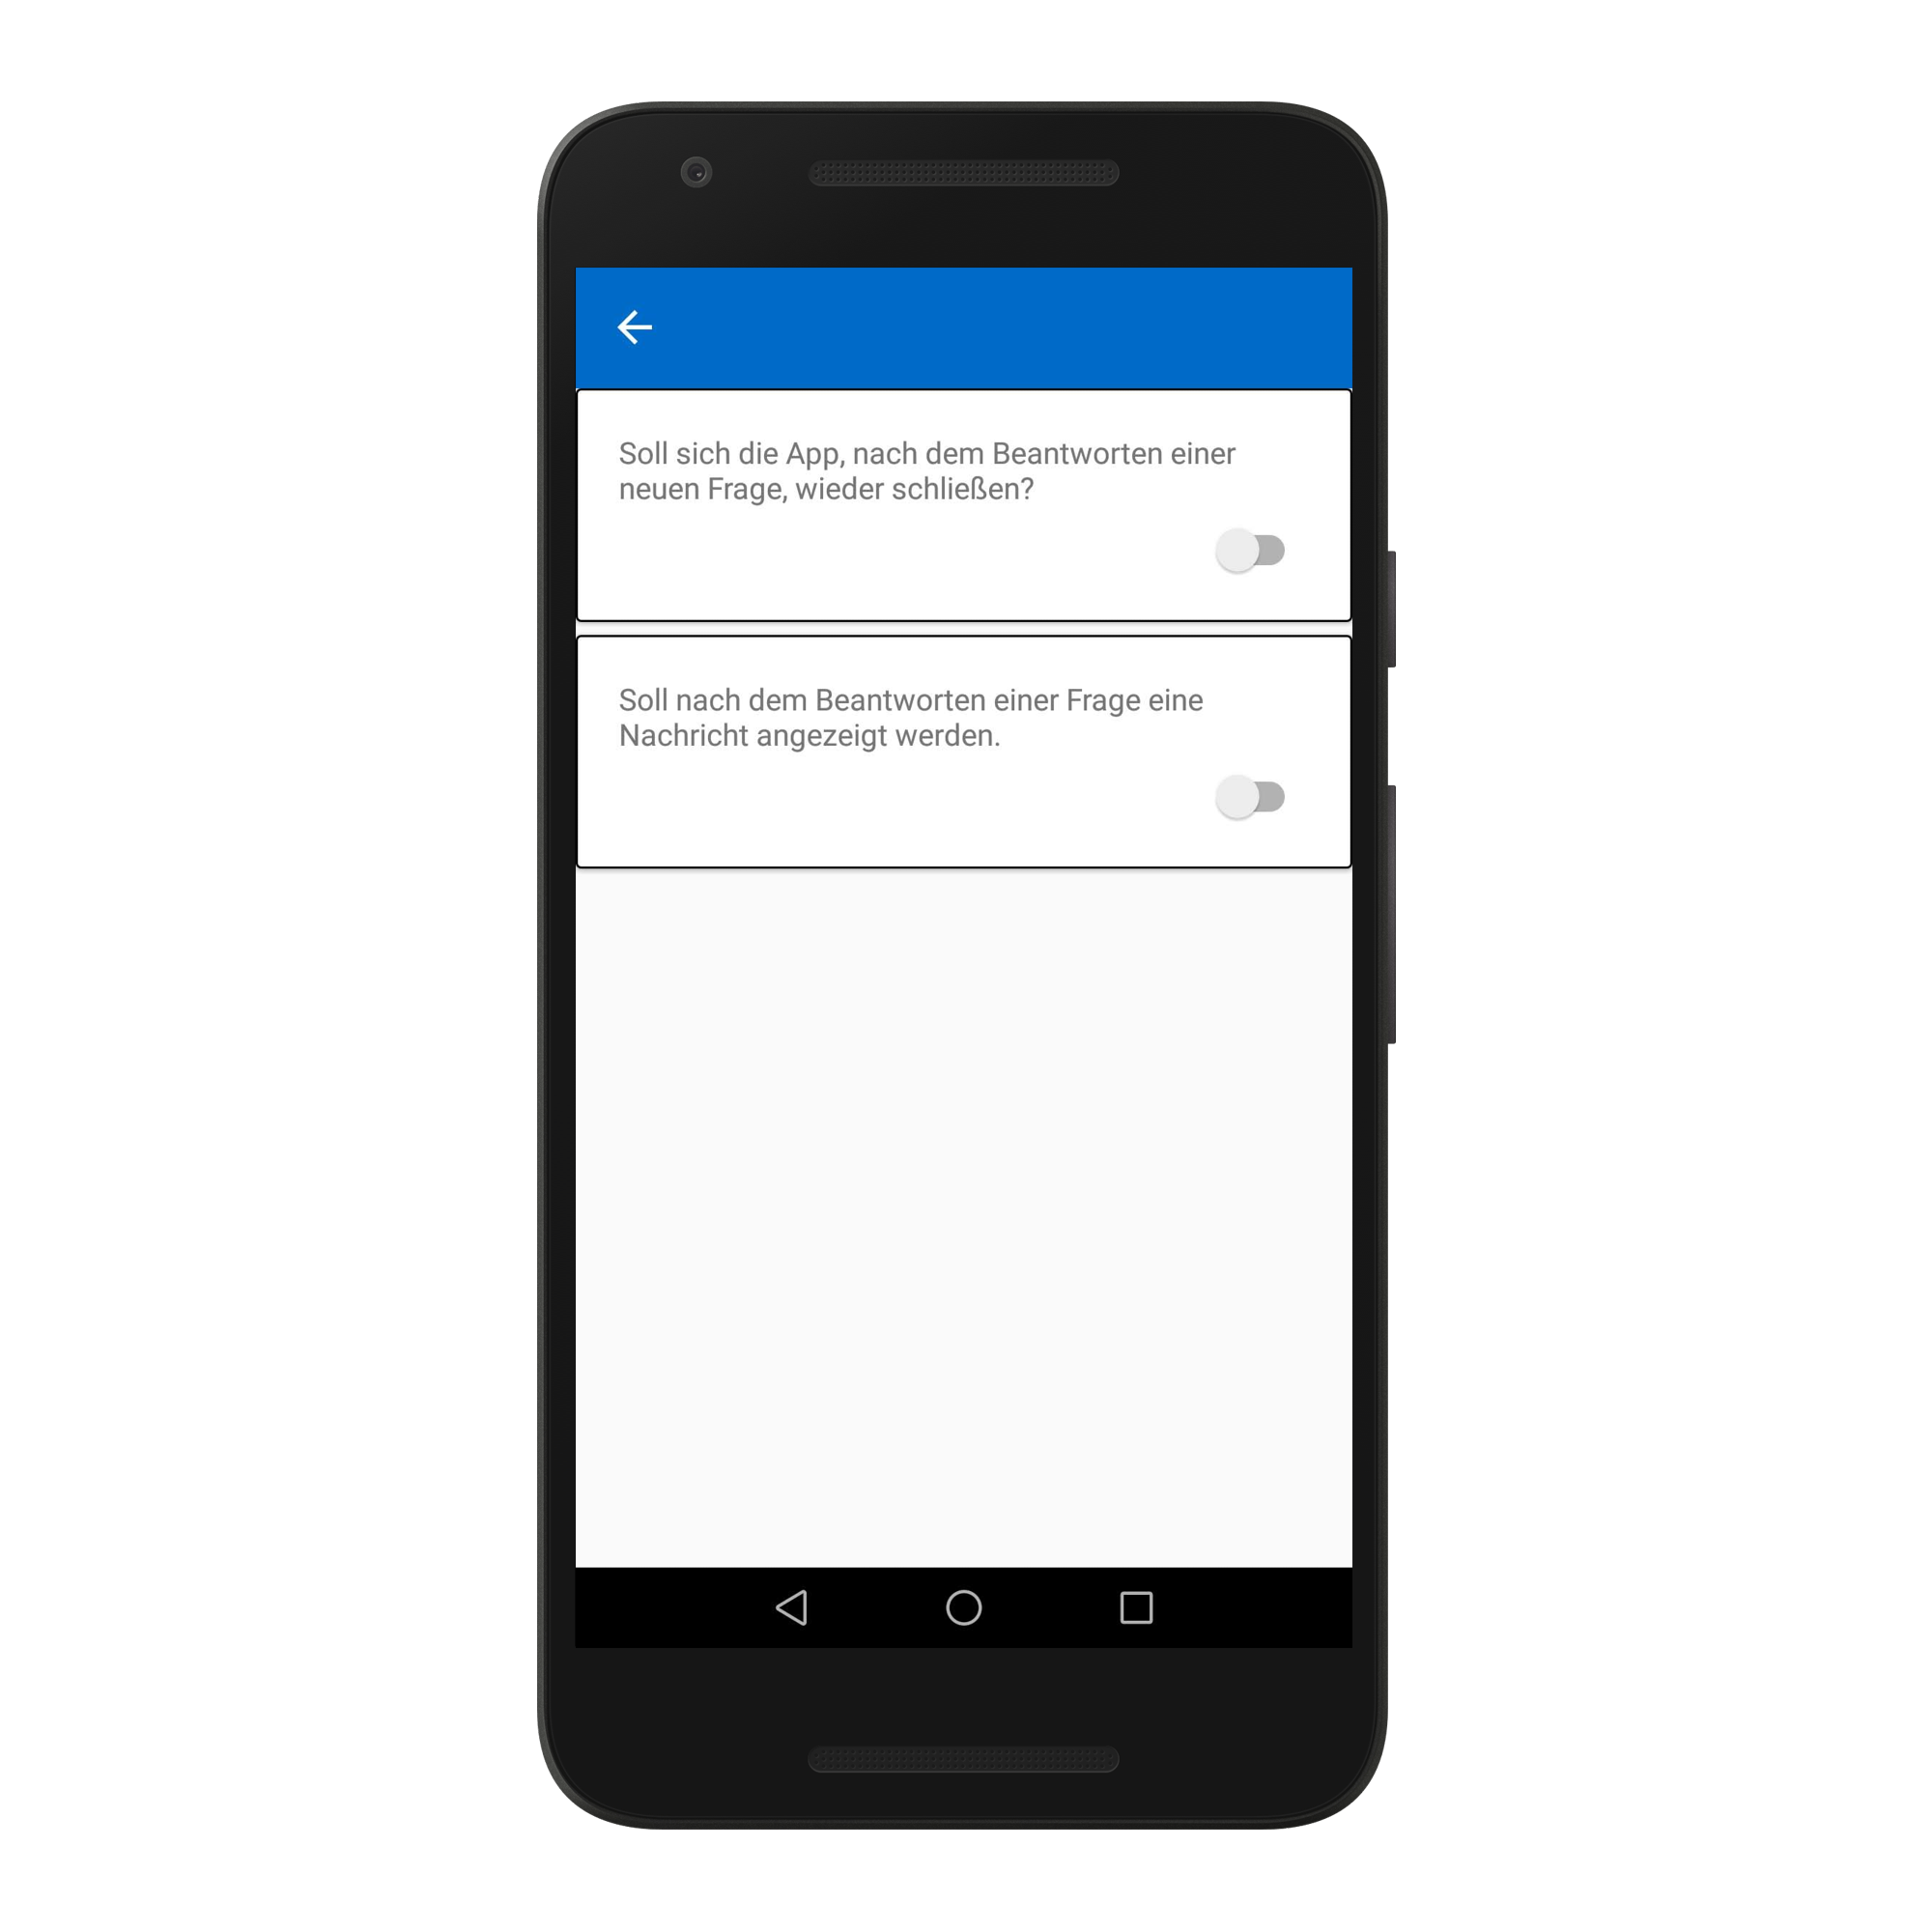 Soll sich die App, nach dem Beantworten einer
neuen Frage, wieder schließen?
Soll nach dem Beantworten einer Frage eine
Nachricht angezeigt werden.